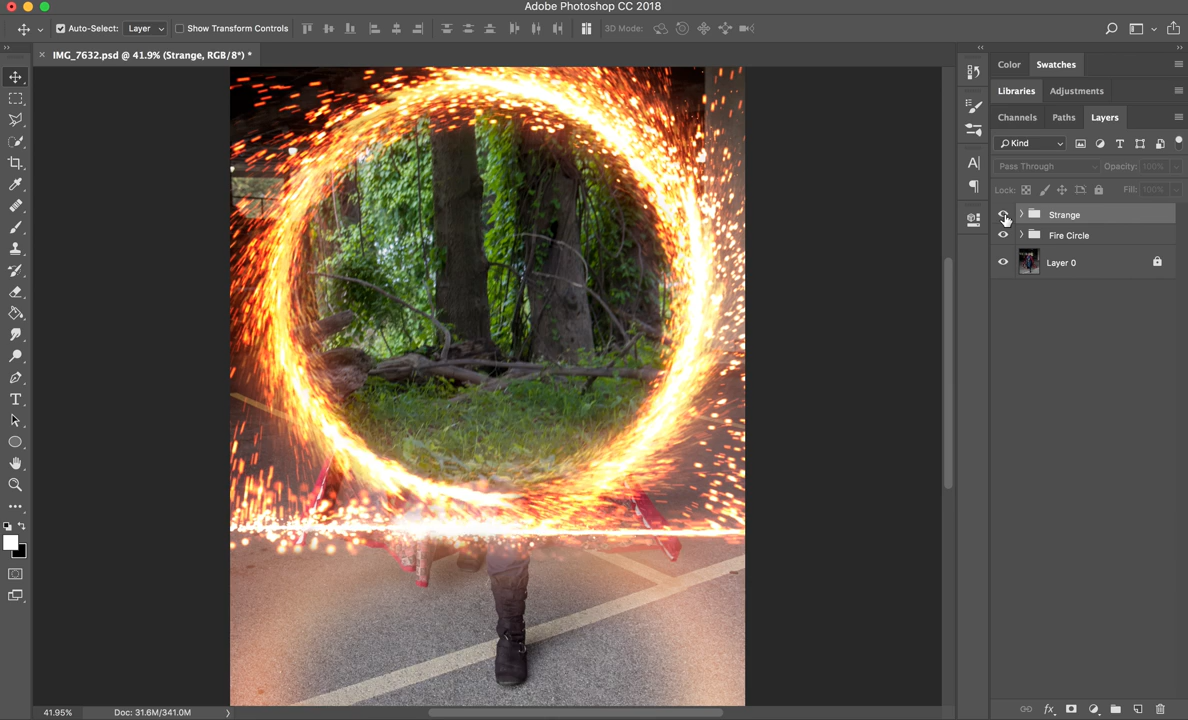 Adobe Photoshop CC 2018
Auto-Select: Layer Show Transform Controls 3D Mode:
IMG_7632.psd @ 41.9% (Strange, RGB/8*) *
Color Swatches
Libraries Adjustments
Channels Paths Layers
Kind
Pass Through Opacity: 100%
Lock: Fill: 100%
Strange
Fire Circle
Layer 0
41.95% Doc: 31.6M/341.0M